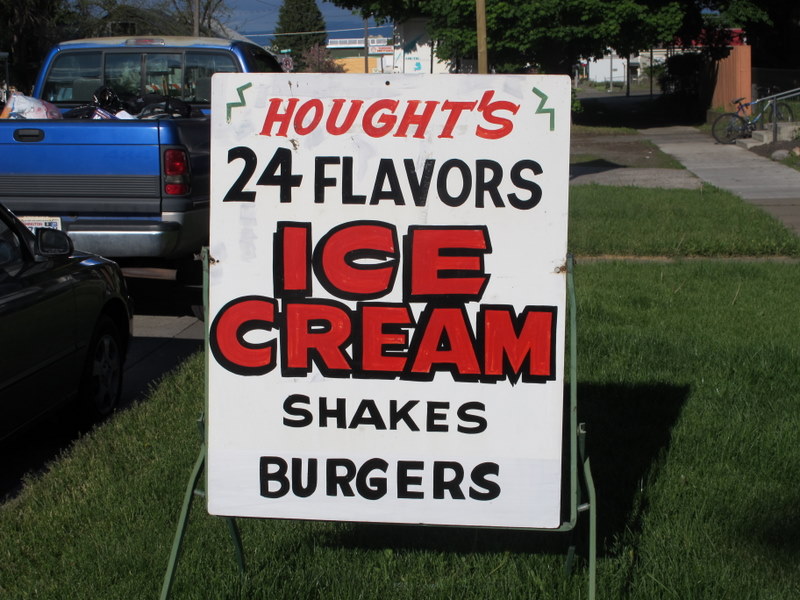 HOUGHT'S
24 FLAVORS
ICE
CREAM
SHAKES
BURGERS